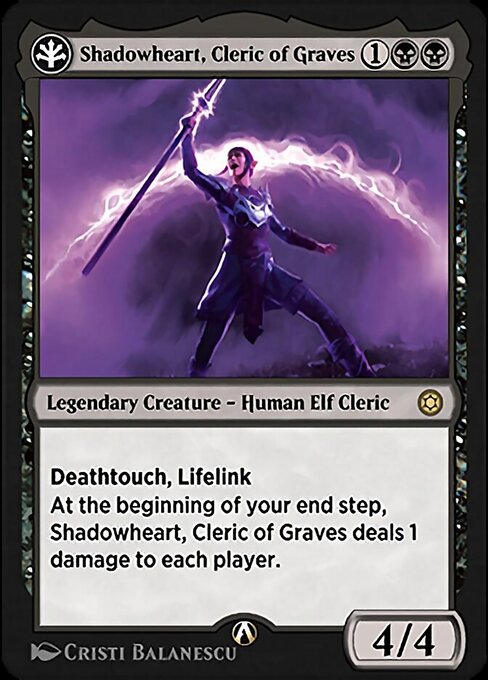 Shadowheart, Cleric of Graves 1
Legendary Creature – Human Elf Cleric
Deathtouch, Lifelink
At the beginning of your end step,
Shadowheart, Cleric of Graves deals 1
damage to each player.
4/4
Cristi Balanescu